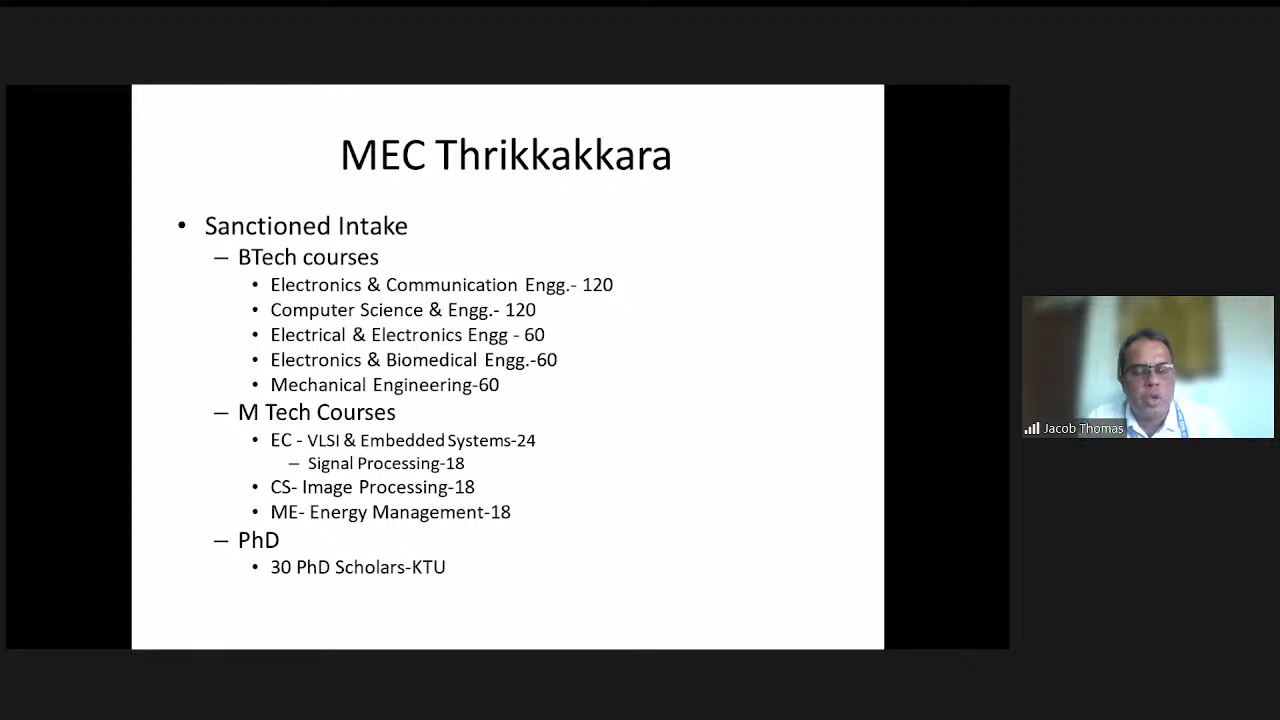 MEC Thrikkakkara
• Sanctioned Intake
– BTech courses
• Electronics & Communication Engg.- 120
• Computer Science & Engg.- 120
• Electrical & Electronics Engg - 60
• Electronics & Biomedical Engg.-60
• Mechanical Engineering-60
– M Tech Courses
• EC - VLSI & Embedded Systems-24
– Signal Processing-18
• CS- Image Processing-18
• ME- Energy Management-18
– PhD
• 30 PhD Scholars-KTU
Jacob Thomas